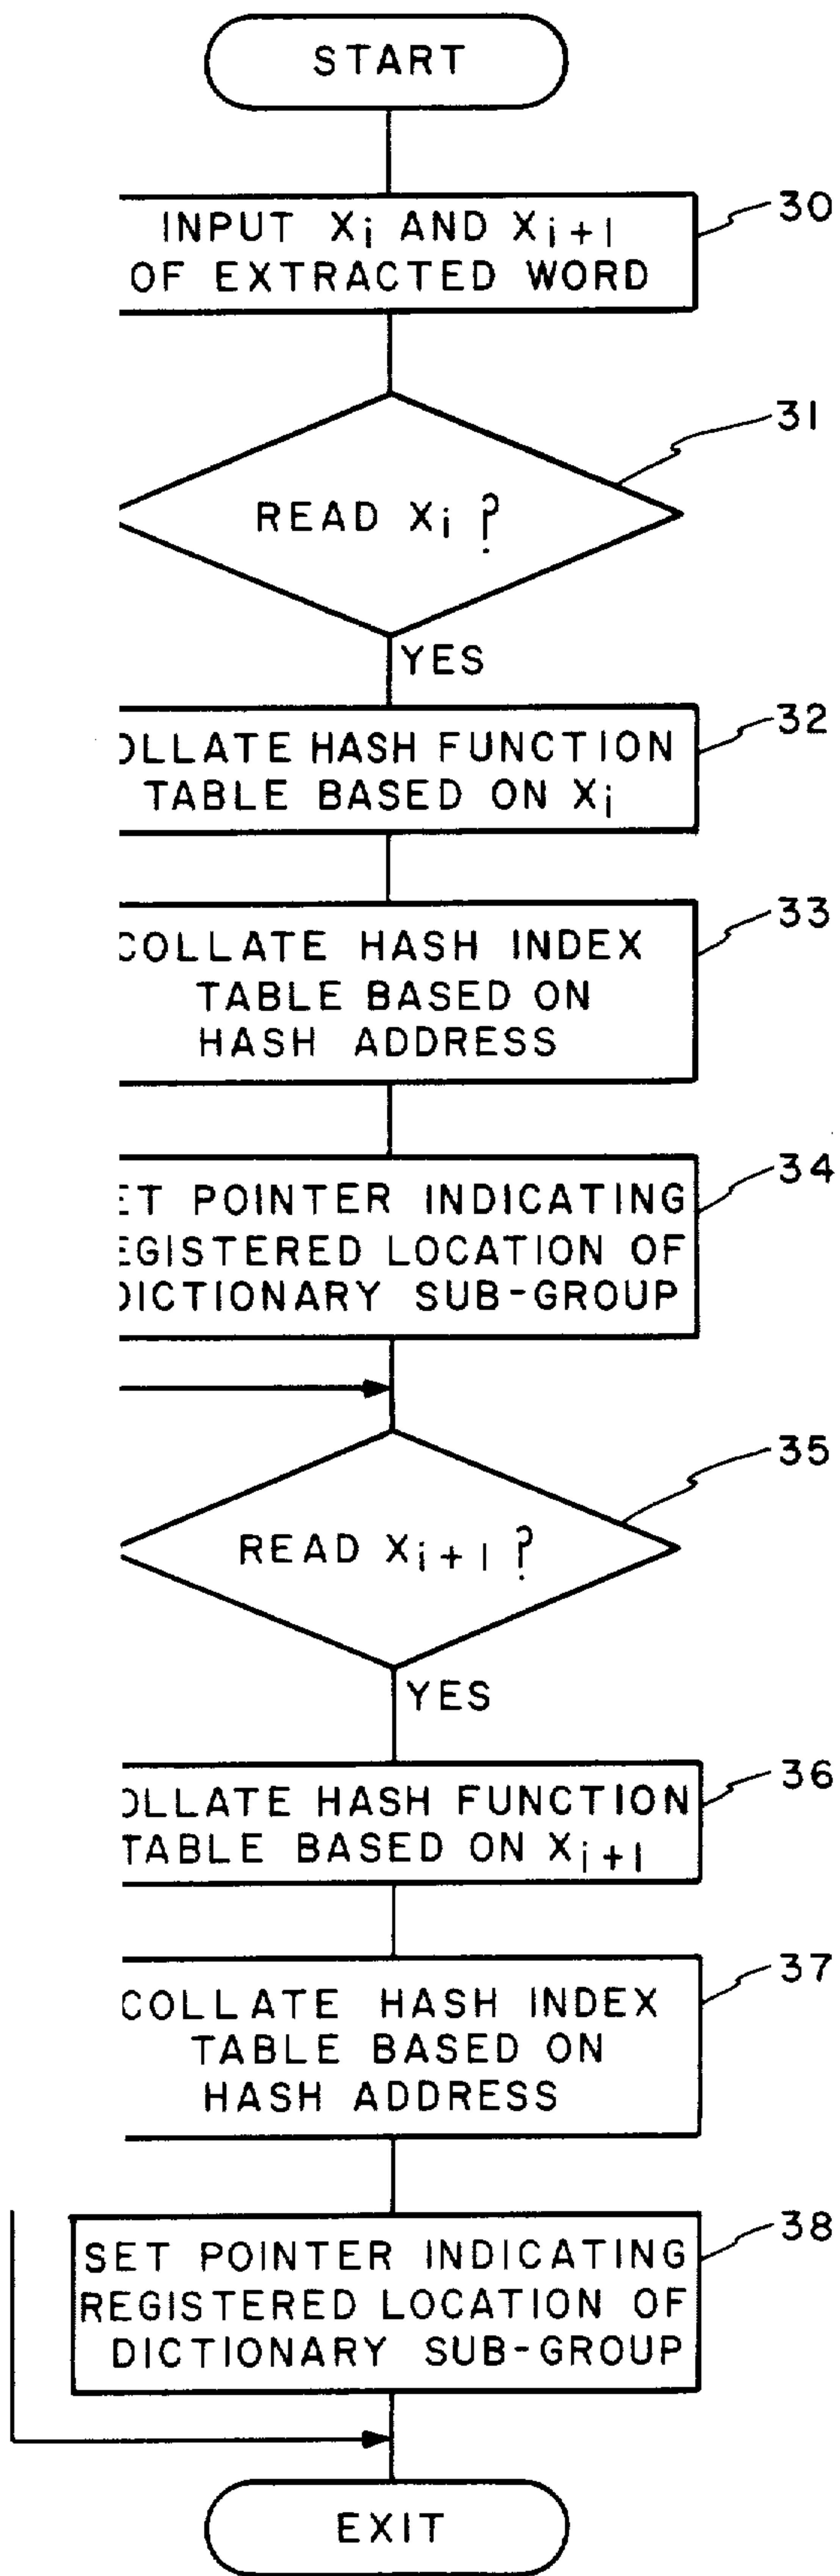 START
30
INPUT Xi AND Xi+1
OF EXTRACTED WORD
31
READ Xi ?
YES
32
OLLATE HASH FUNCTION
TABLE BASED ON Xi
33
COLLATE HASH INDEX
TABLE BASED ON
HASH ADDRESS
34
ET POINTER INDICATING
EGISTERED LOCATION OF
DICTIONARY SUB-GROUP
35
READ Xi+1 ?
YES
36
OLLATE HASH FUNCTION
TABLE BASED ON Xi+1
37
COLLATE HASH INDEX
TABLE BASED ON
HASH ADDRESS
38
SET POINTER INDICATING
REGISTERED LOCATION OF
DICTIONARY SUB-GROUP
EXIT